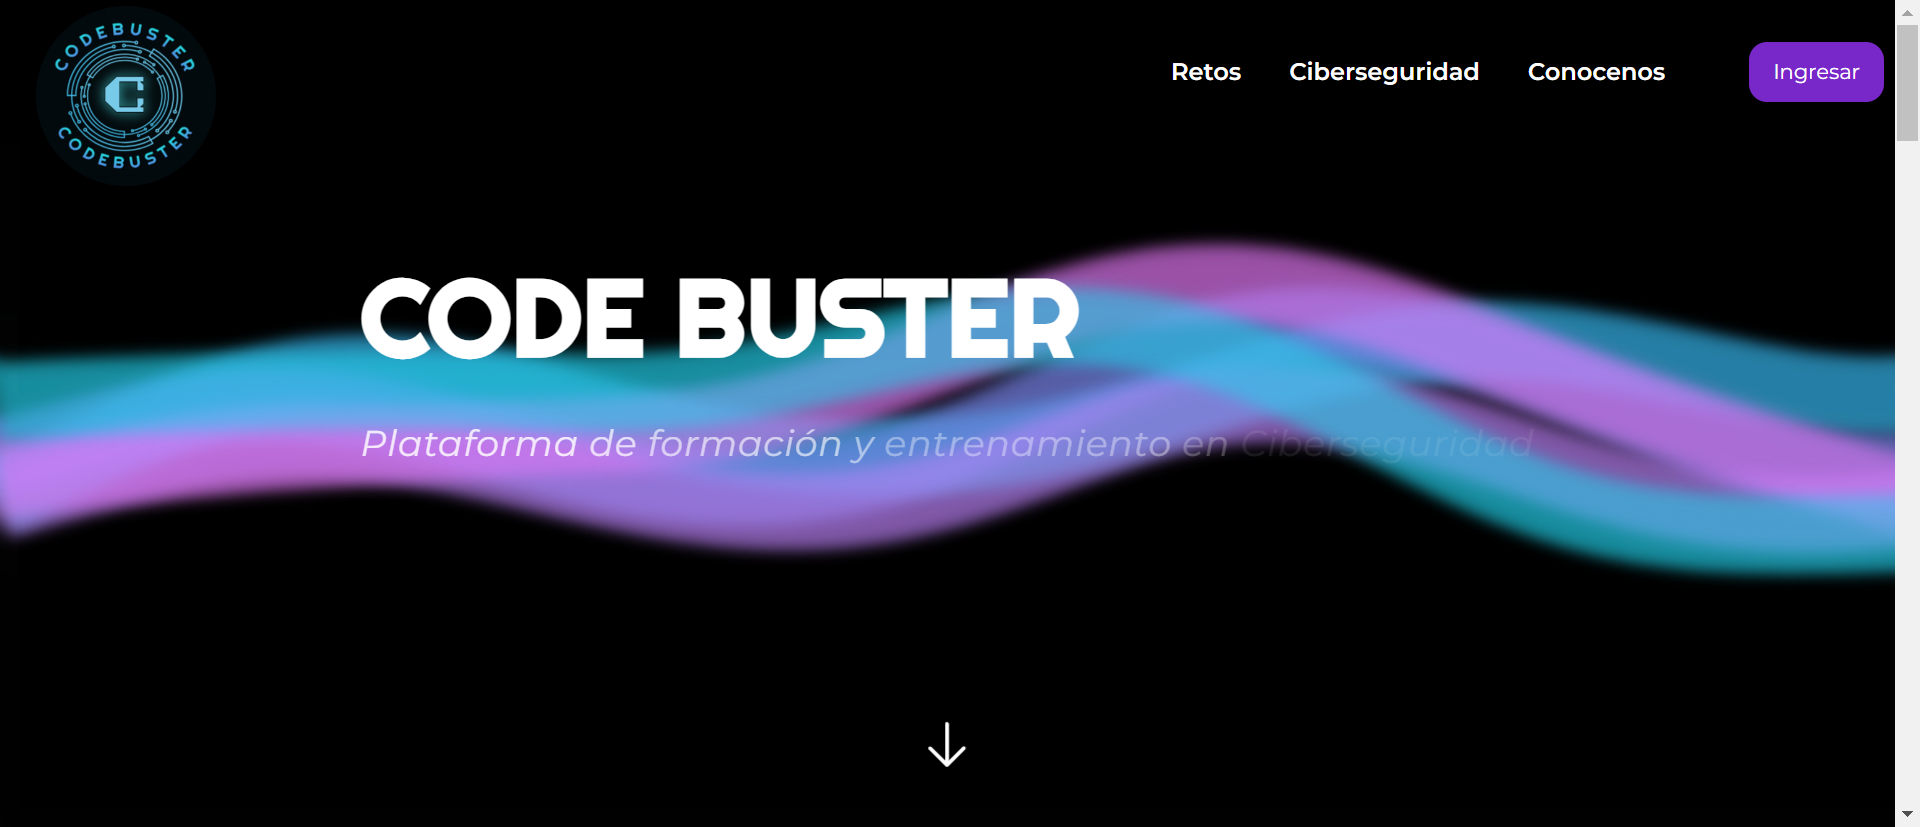 CODEBUSTER
C
CODEBUSTER
Retos Ciberseguridad Conocenos Ingresar
CODE BUSTER
Plataforma de formación y entrenamiento en Ciberseguridad